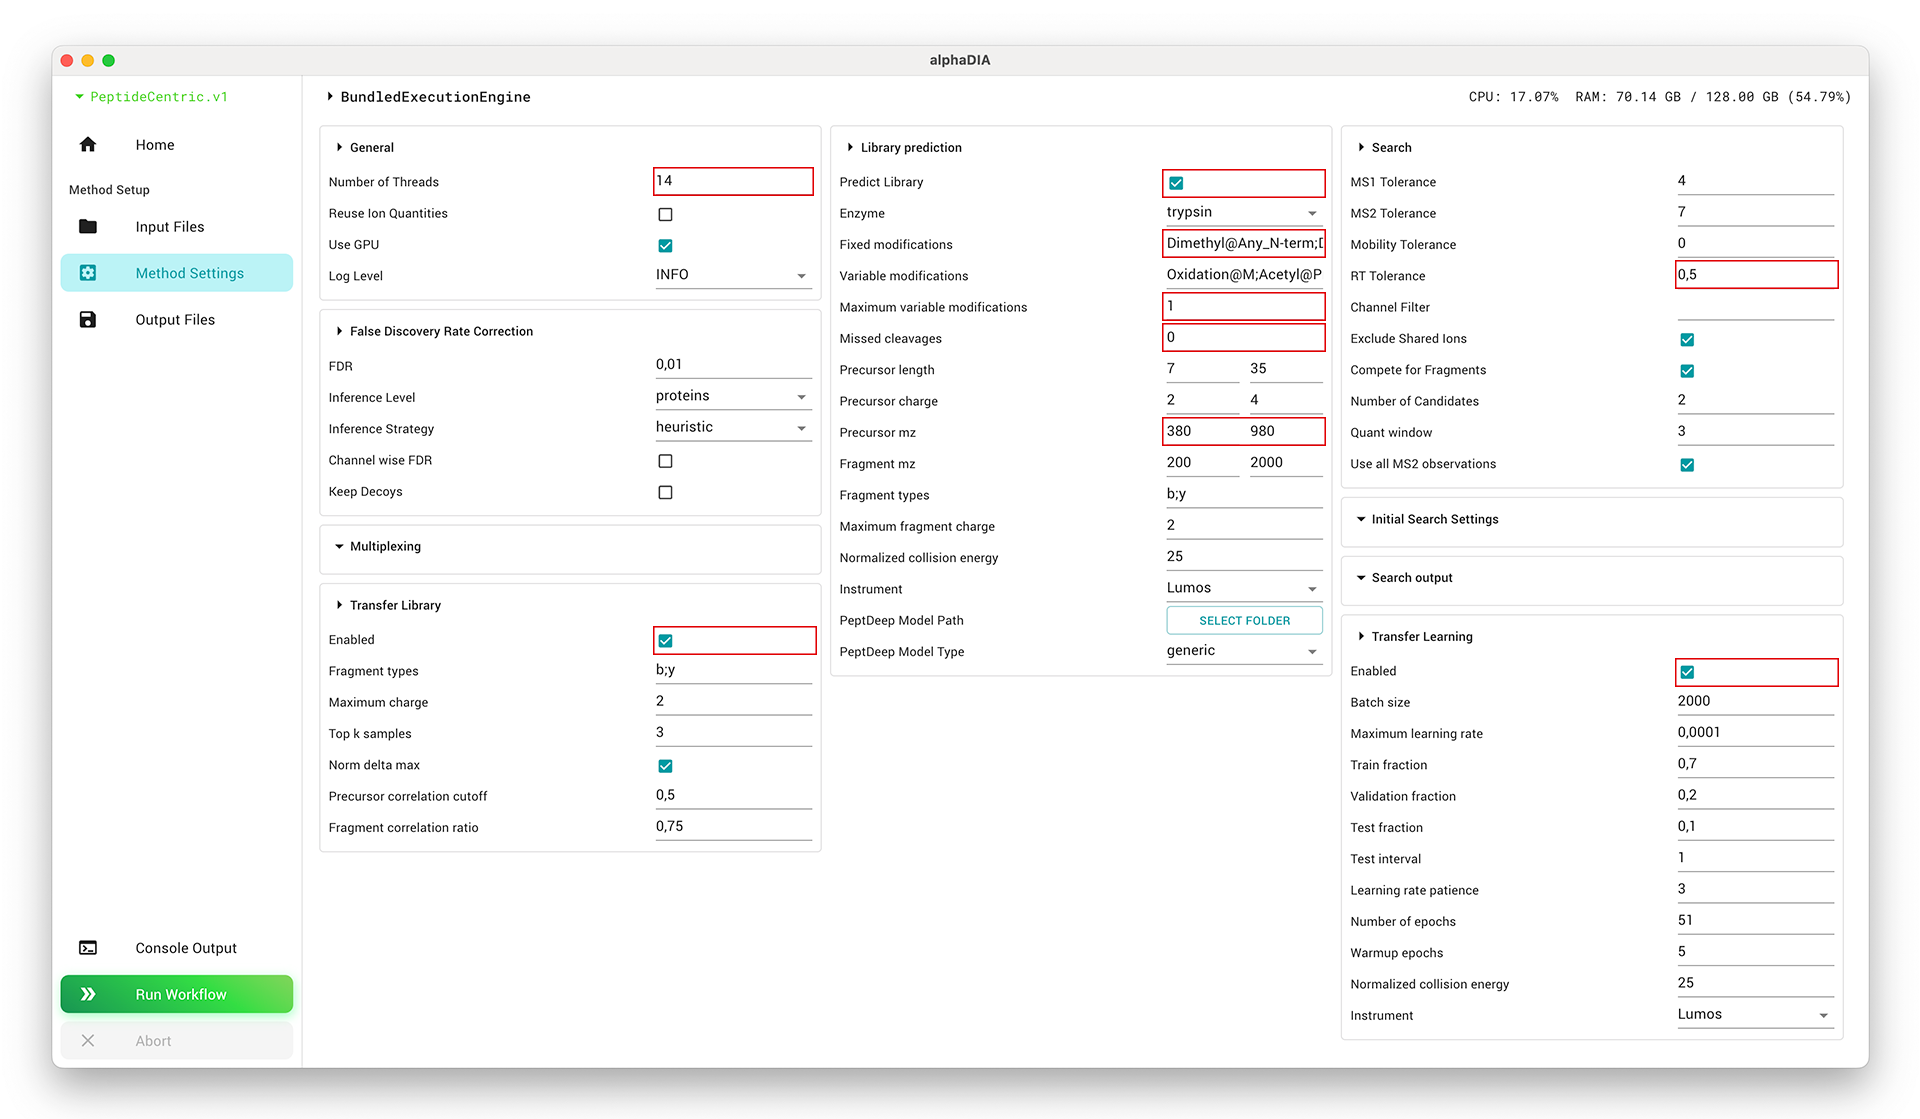 alphaDIA
PeptideCentric.v1
BundledExecutionEngine
CPU: 17.07% RAM: 70.14 GB / 128.00 GB (54.79%)
Home
Method Setup
Input Files
Method Settings
Output Files
Console Output
Run Workflow
Abort
General
Number of Threads 14
Reuse Ion Quantities
Use GPU
Log Level INFO
False Discovery Rate Correction
FDR 0,01
Inference Level proteins
Inference Strategy heuristic
Channel wise FDR
Keep Decoys
Multiplexing
Transfer Library
Enabled
Fragment types b;y
Maximum charge 2
Top k samples 3
Norm delta max
Precursor correlation cutoff 0,5
Fragment correlation ratio 0,75
Library prediction
Predict Library
Enzyme trypsin
Fixed modifications Dimethyl@Any_N-term;
Variable modifications Oxidation@M;Acetyl@P
Maximum variable modifications 1
Missed cleavages 0
Precursor length 7 35
Precursor charge 2 4
Precursor mz 380 980
Fragment mz 200 2000
Fragment types b;y
Maximum fragment charge 2
Normalized collision energy 25
Instrument Lumos
PeptDeep Model Path SELECT FOLDER
PeptDeep Model Type generic
Search
MS1 Tolerance 4
MS2 Tolerance 7
Mobility Tolerance 0
RT Tolerance 0,5
Channel Filter
Exclude Shared Ions
Compete for Fragments
Number of Candidates 2
Quant window 3
Use all MS2 observations
Initial Search Settings
Search output
Transfer Learning
Enabled
Batch size 2000
Maximum learning rate 0,0001
Train fraction 0,7
Validation fraction 0,2
Test fraction 0,1
Test interval 1
Learning rate patience 3
Number of epochs 51
Warmup epochs 5
Normalized collision energy 25
Instrument Lumos